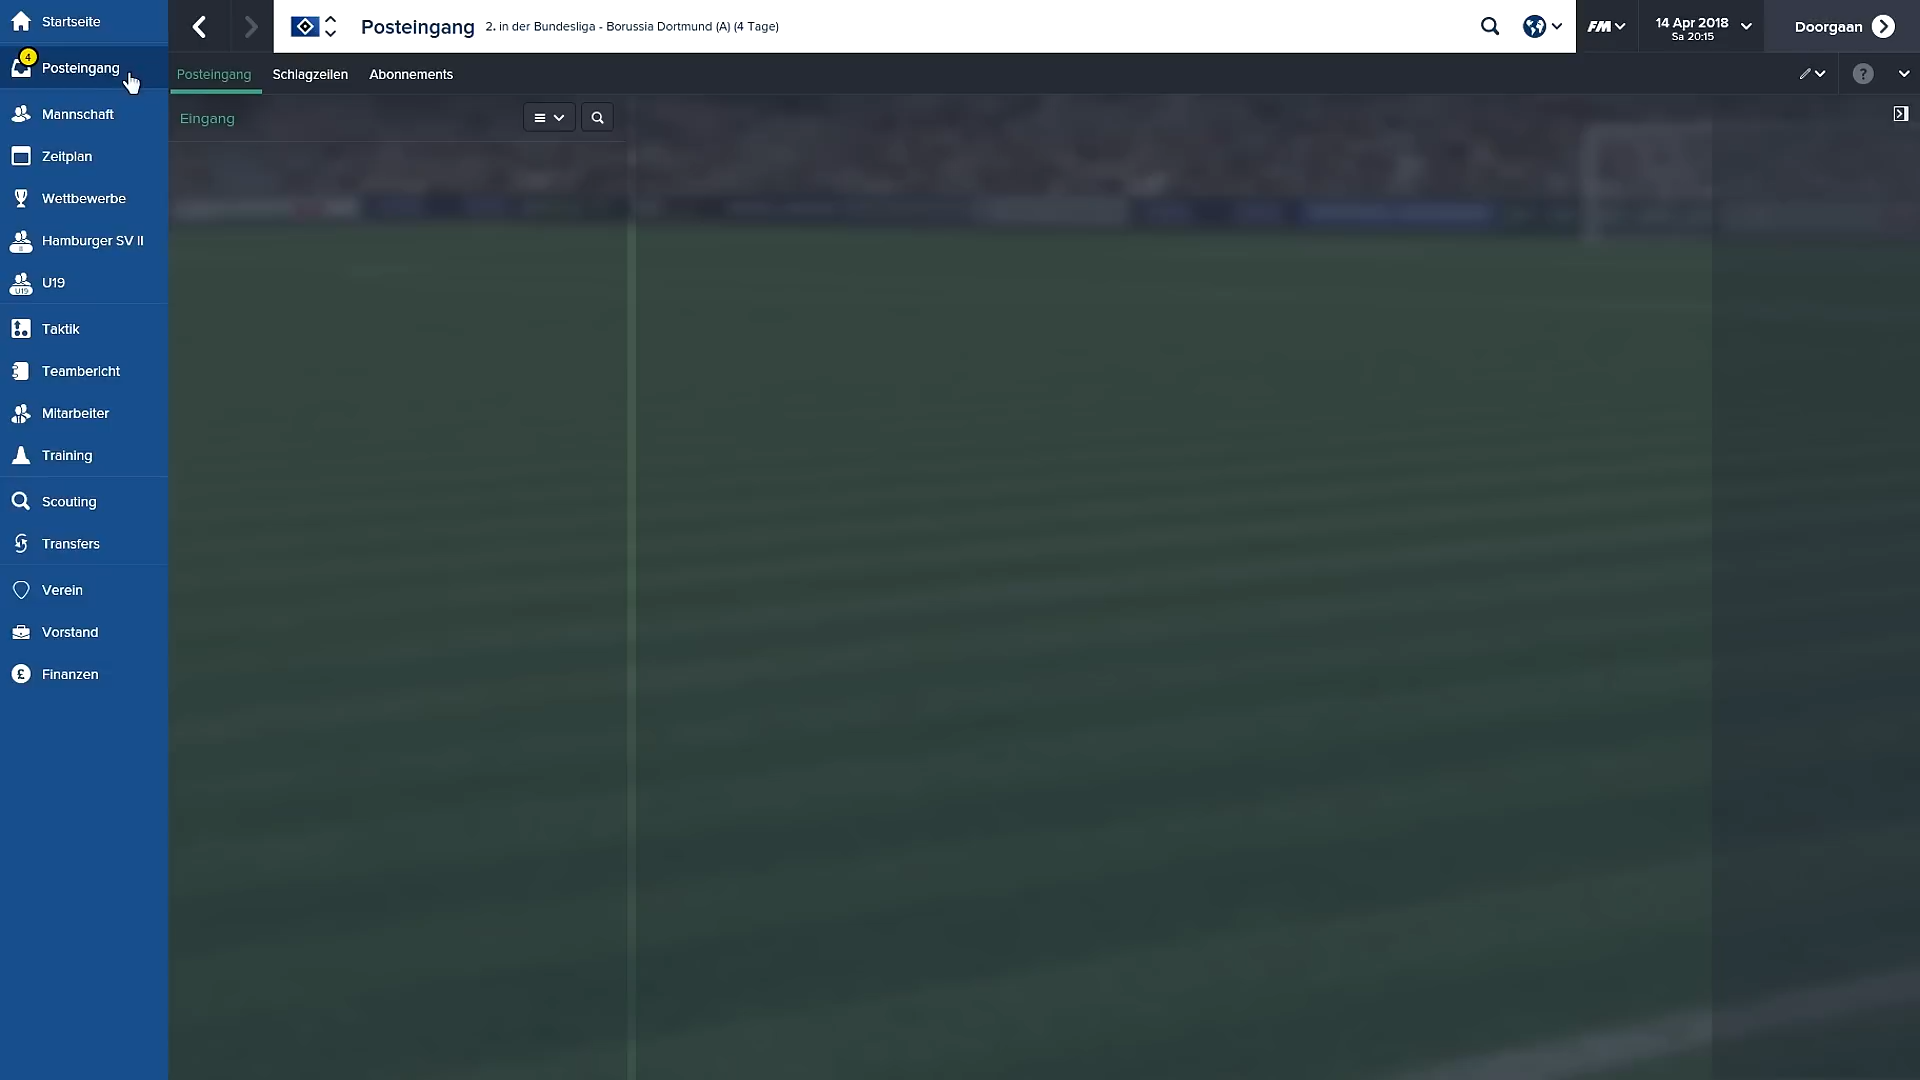 Startseite
4
Posteingang
Mannschaft
Zeitplan
Wettbewerbe
Hamburger SV II
U19
Taktik
Teambericht
Mitarbeiter
Training
Scouting
Transfers
Verein
Vorstand
Finanzen
Posteingang 2. in der Bundesliga - Borussia Dortmund (A) (4 Tage)
FM
14 Apr 2018
Sa 20:15
Doorgaan
Posteingang Schlagzeilen Abonnements
?
Eingang